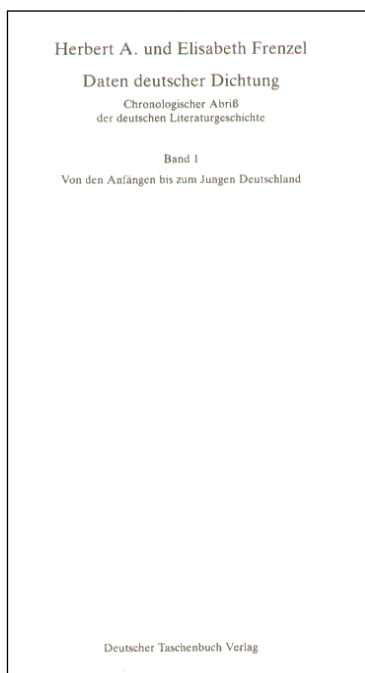 Herbert A. und Elisabeth Frenzel
Daten deutscher Dichtung
Chronologischer Abriß
der deutschen Literaturgeschichte
Band 1
Von den Anfängen bis zum Jungen Deutschland
Deutscher Taschenbuch Verlag